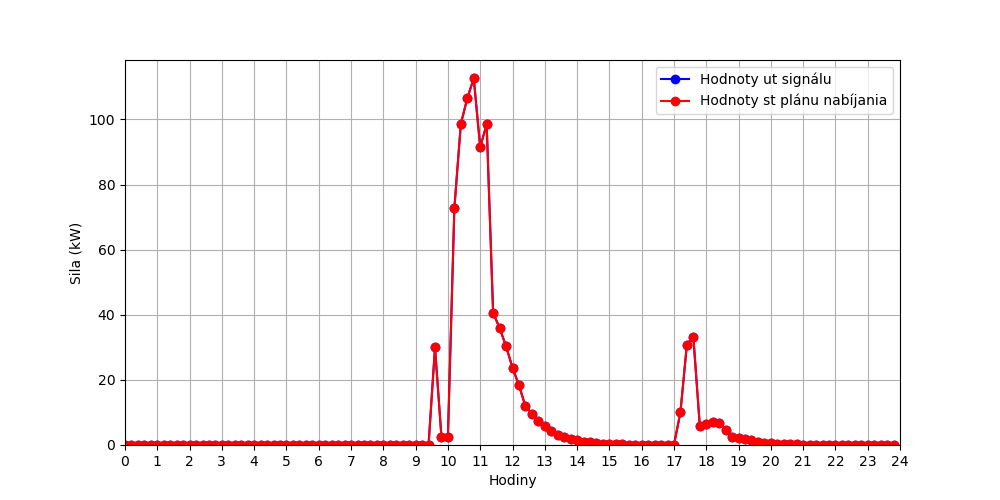 Hodnoty ut signálu
Hodnoty st plánu nabíjania
100
80
60
40
20
0
Sila (kW)
0 1 2 3 4 5 6 7 8 9 10 11 12 13 14 15 16 17 18 19 20 21 22 23 24
Hodiny